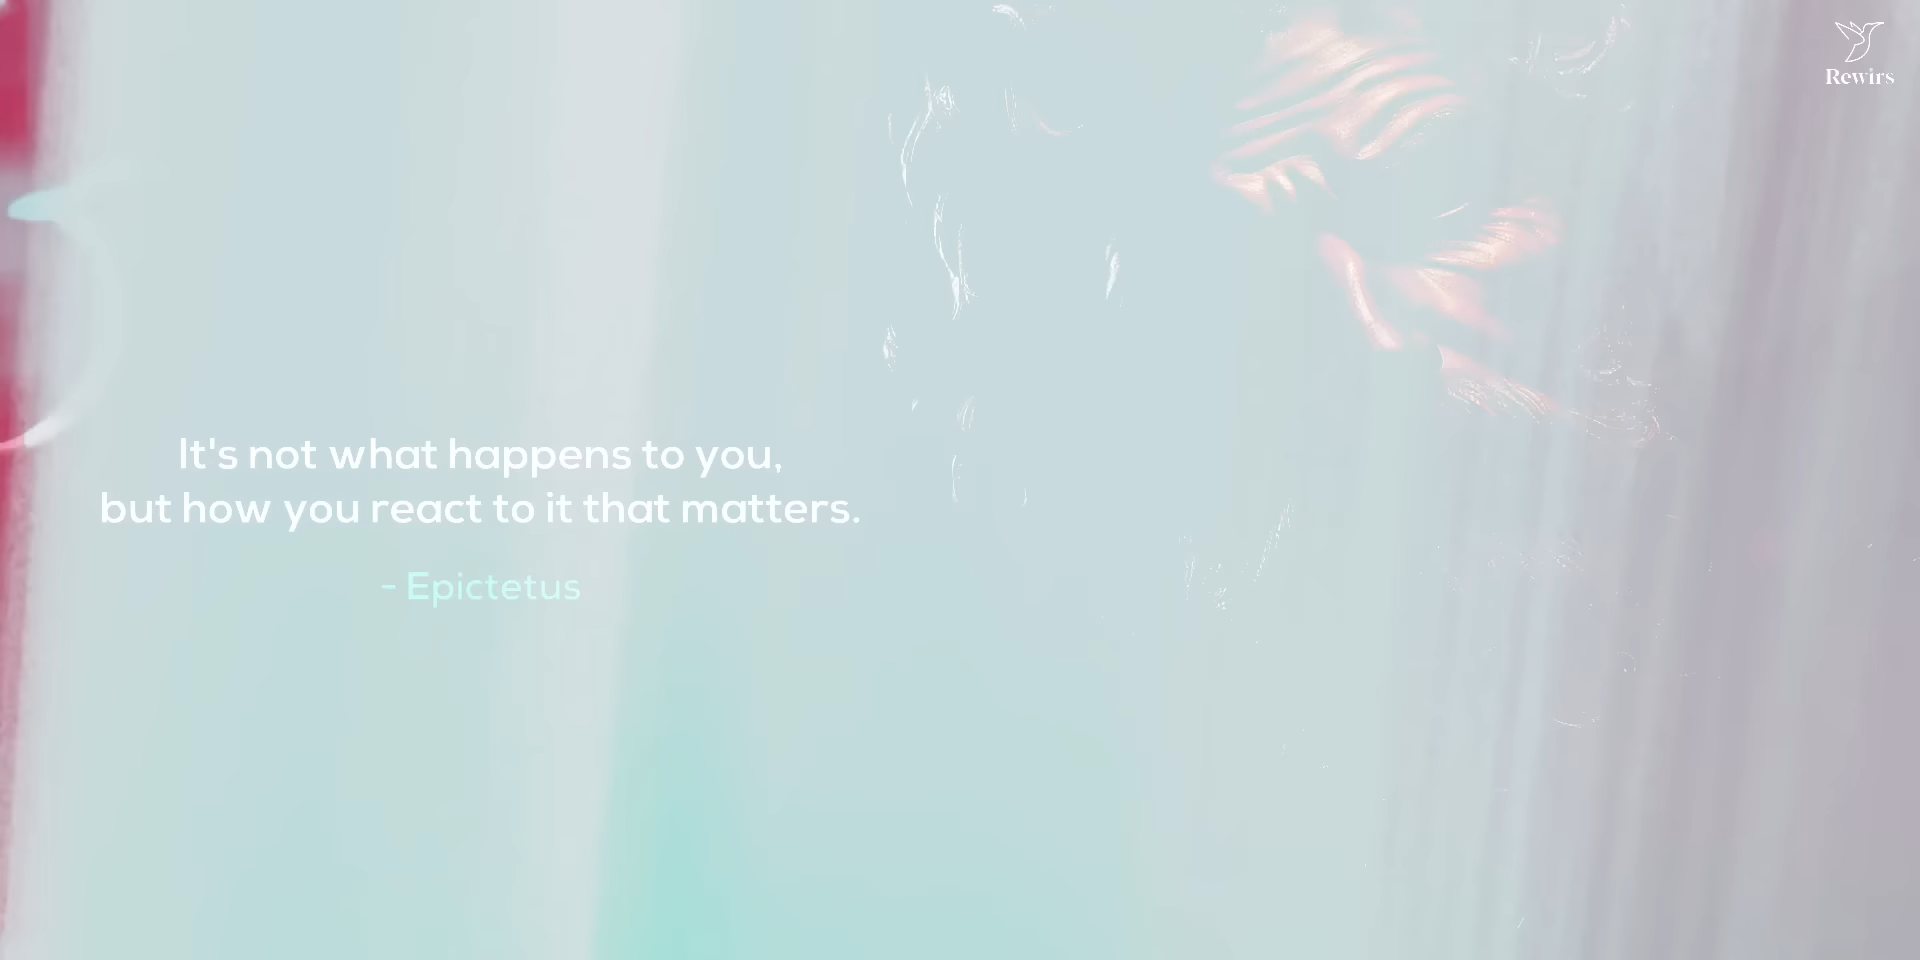 Rewirs
It's not what happens to you,
but how you react to it that matters.
- Epictetus